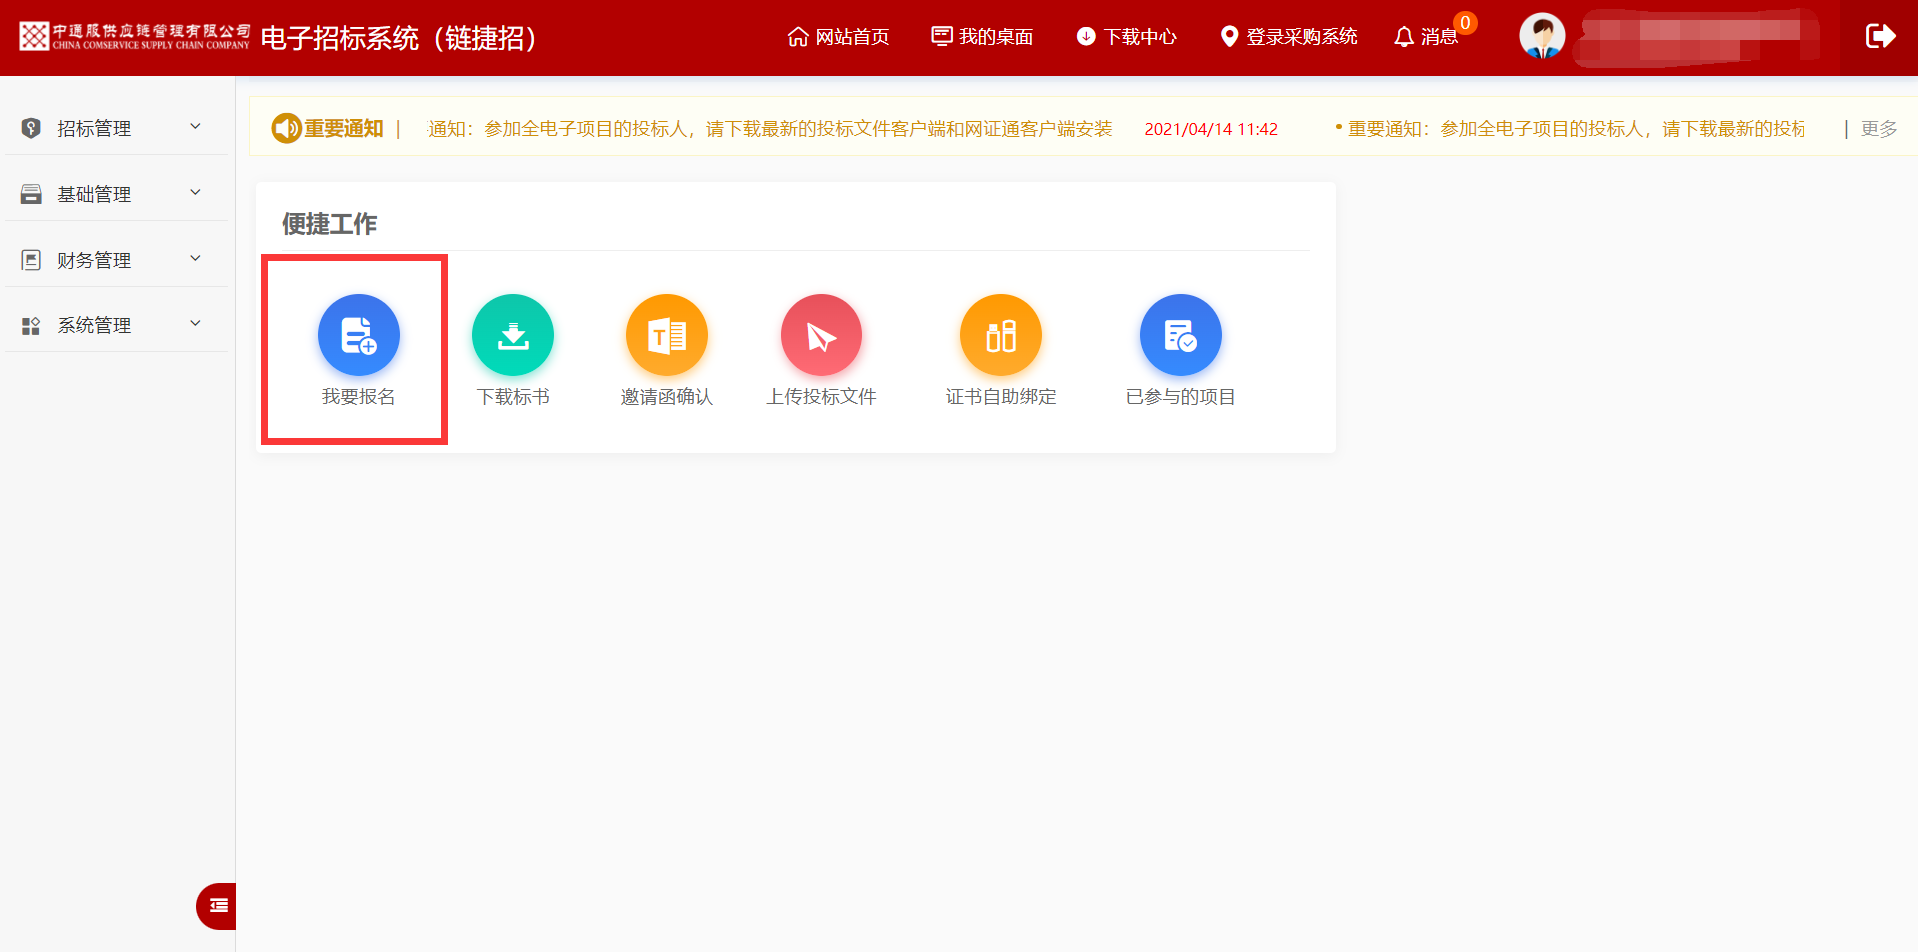 中通服供应链管理有限公司
CHINA COMSERVICE SUPPLY CHAIN COMPANY
电子招标系统（链捷招）
网站首页
我的桌面
下载中心
登录采购系统
消息
0
招标管理
基础管理
财务管理
系统管理
重要通知 |
通知：参加全电子项目的投标人，请下载最新的投标文件客户端和网证通客户端安装
2021/04/14 11:42
• 重要通知：参加全电子项目的投标人，请下载最新的投标
| 更多
便捷工作
我要报名
下载标书
邀请函确认
上传投标文件
证书自助绑定
已参与的项目